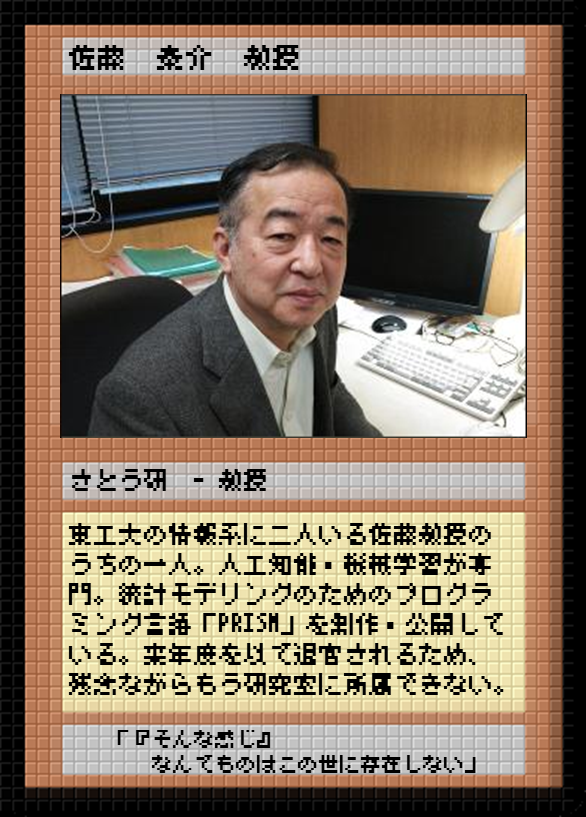 佐藤 泰介 教授
さとう研 - 教授
東工大の情報系に二人いる佐藤教授の
うちの一人。人工知能・機械学習が専
門。統計モデリングのためのプログラ
ミング言語「PRISM」を創作・公開して
いる。来年度を以て退官されるため、
残念ながらもう研究室に所属できない。
「『そんな感じ』
なんてものはこの世に存在しない」